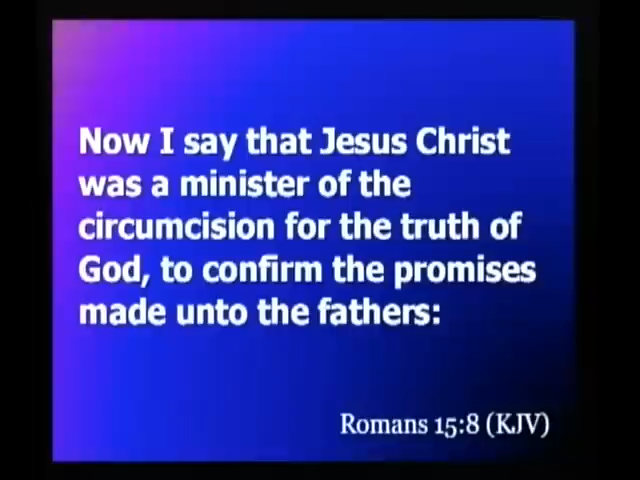 Now I say that Jesus Christ
was a minister of the
circumcision for the truth of
God, to confirm the promises
made unto the fathers:
Romans 15:8 (KJV)